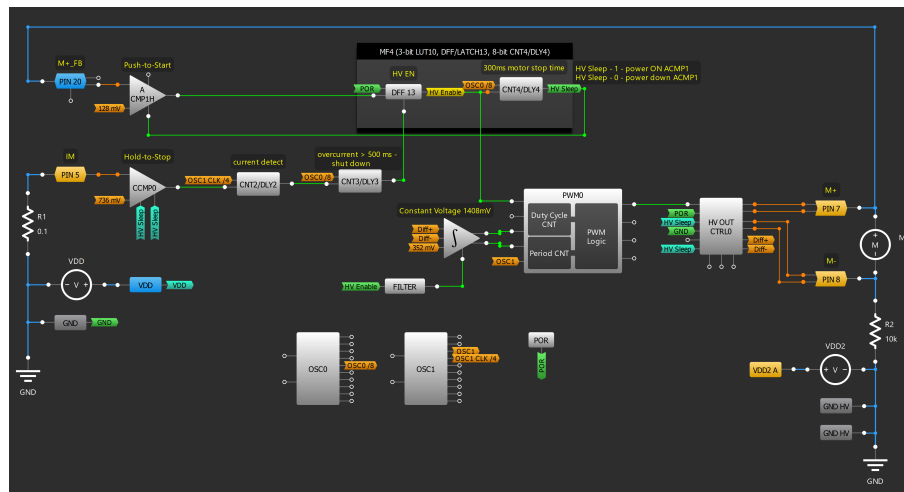 MF4 (3-bit LUT10, DFF/LATCH13, 8-bit CNT4/DLY4)
M+_FB
Push-to-Start
HV EN
300ms motor stop time
HV Sleep - 1 - power ON ACMP1
HV Sleep - 0 - power down ACMP1
PIN 20
A
CMP1H
128 mV
POR
DFF 13
HV Enable
OSC0 /8
CNT4/DLY4
HV Sleep
IM
Hold-to-Stop
current detect
overcurrent > 500 ms -
shut down
PIN 5
CCMP0
OSC1 CLK /4
CNT2/DLY2
OSC0 /8
CNT3/DLY3
736 mV
HV Sleep
HV Sleep
R1
0.1
Constant Voltage 1408mV
Diff+
Diff-
352 mV
∫
OSC1
PWM0
Duty Cycle
CNT
Period CNT
PWM
Logic
POR
HV Sleep
GND
HV Sleep
HV OUT
CTRL0
Diff+
Diff-
M+
PIN 7
M-
PIN 8
M
M
VDD
V
+
VDD
VDD
HV Enable
FILTER
GND
GND
R2
10k
OSC0
OSC0 /8
OSC1
OSC1
OSC1 CLK /4
POR
POR
VDD2
VDD2 A
+
V
GND HV
GND HV
GND
GND